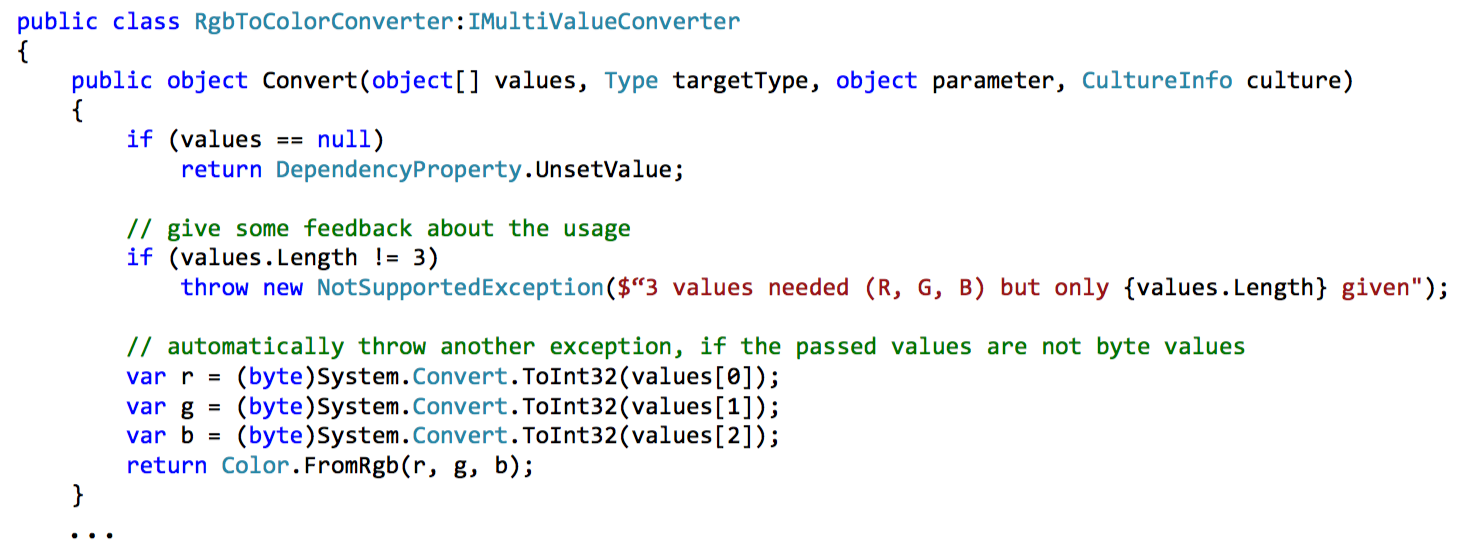 public class RgbToColorConverter:IMultiValueConverter
{
    public object Convert(object[] values, Type targetType, object parameter, CultureInfo culture)
    {
        if (values == null)
            return DependencyProperty.UnsetValue;

        // give some feedback about the usage
        if (values.Length != 3)
            throw new NotSupportedException($“3 values needed (R, G, B) but only {values.Length} given");

        // automatically throw another exception, if the passed values are not byte values
        var r = (byte)System.Convert.ToInt32(values[0]);
        var g = (byte)System.Convert.ToInt32(values[1]);
        var b = (byte)System.Convert.ToInt32(values[2]);
        return Color.FromRgb(r, g, b);
    }
    ...